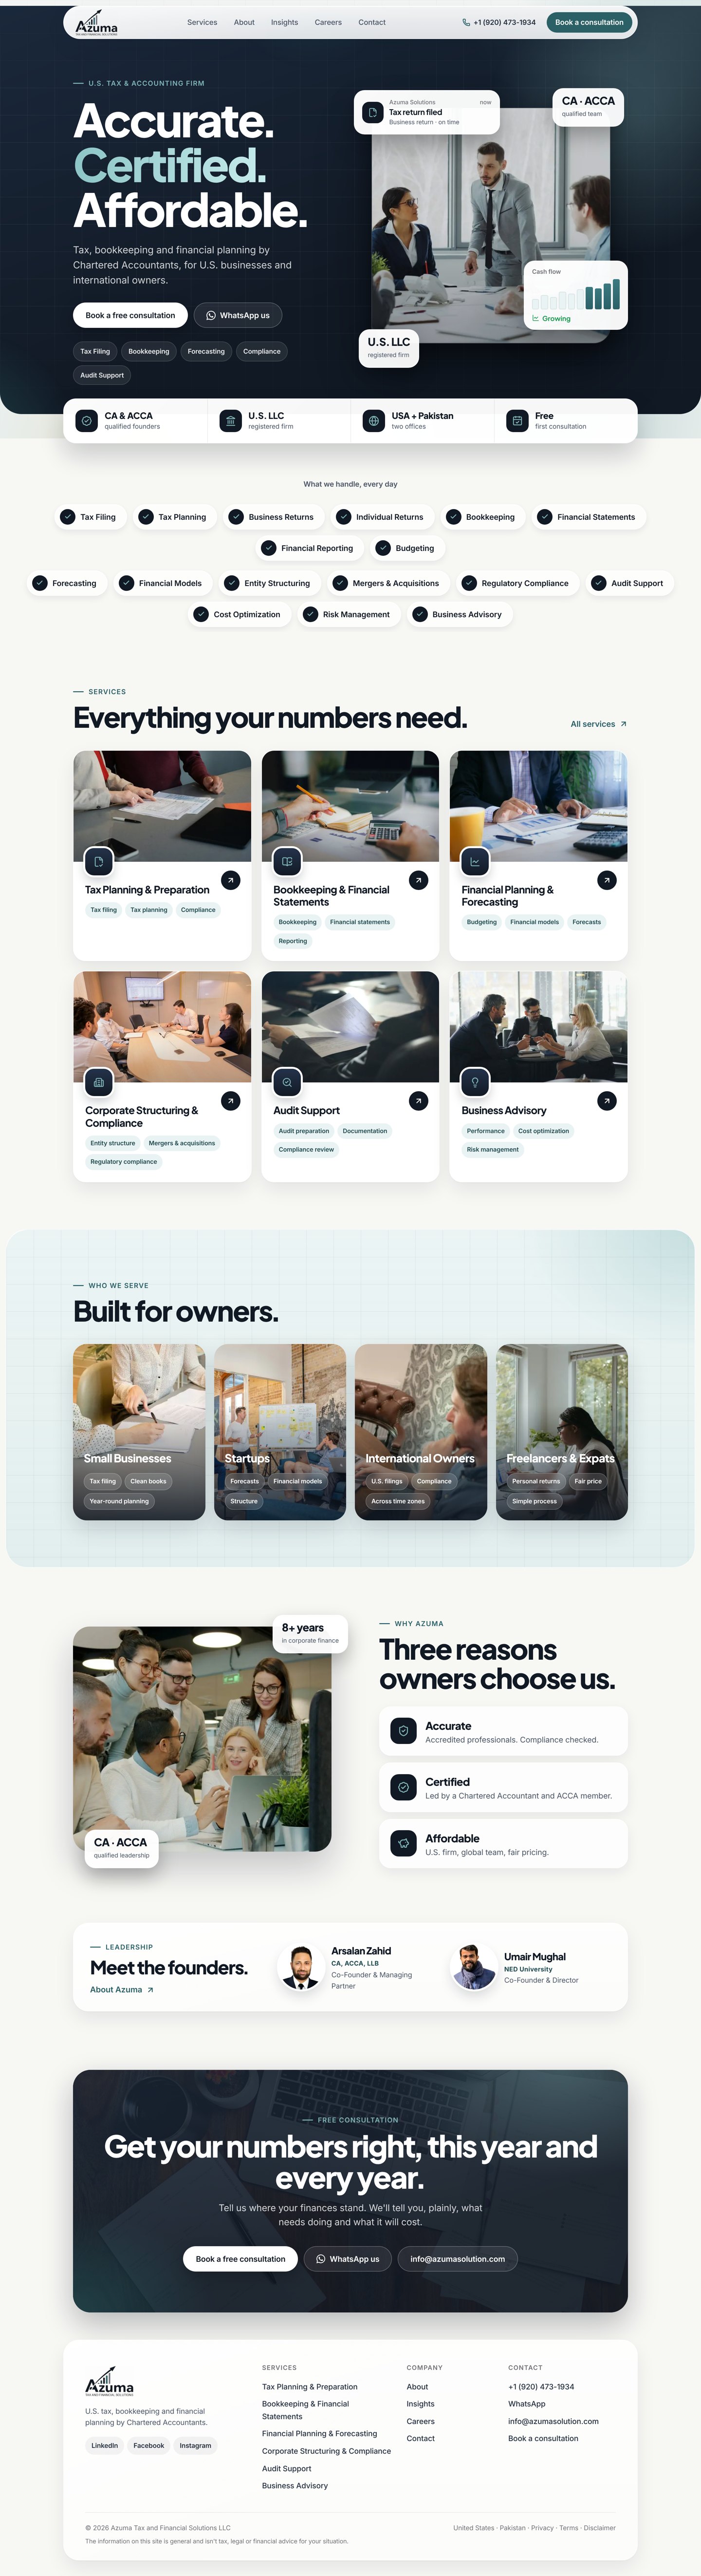 Azuma
TAX AND FINANCIAL SOLUTIONS
Services
About
Insights
Careers
Contact
+1 (920) 473-1934
Book a consultation
U.S. TAX & ACCOUNTING FIRM
Accurate.
Certified.
Affordable.
Tax, bookkeeping and financial planning by
Chartered Accountants, for U.S. businesses and
international owners.
Book a free consultation
WhatsApp us
Tax Filing
Bookkeeping
Forecasting
Compliance
Audit Support
Azuma Solutions
now
Tax return filed
Business return · on time
CA · ACCA
qualified team
Cash flow
Growing
U.S. LLC
registered firm
CA & ACCA
qualified founders
U.S. LLC
registered firm
USA + Pakistan
two offices
Free
first consultation
What we handle, every day
Tax Filing
Tax Planning
Business Returns
Individual Returns
Bookkeeping
Financial Statements
Financial Reporting
Budgeting
Forecasting
Financial Models
Entity Structuring
Mergers & Acquisitions
Regulatory Compliance
Audit Support
Cost Optimization
Risk Management
Business Advisory
SERVICES
Everything your numbers need.
All services
Tax Planning & Preparation
Tax filing
Tax planning
Compliance
Bookkeeping & Financial
Statements
Bookkeeping
Financial statements
Reporting
Financial Planning &
Forecasting
Budgeting
Financial models
Forecasts
Corporate Structuring &
Compliance
Entity structure
Mergers & acquisitions
Regulatory compliance
Audit Support
Audit preparation
Documentation
Compliance review
Business Advisory
Performance
Cost optimization
Risk management
WHO WE SERVE
Built for owners.
Small Businesses
Tax filing
Clean books
Year-round planning
Startups
Forecasts
Financial models
Structure
International Owners
U.S. filings
Compliance
Across time zones
Freelancers & Expats
Personal returns
Fair price
Simple process
8+ years
in corporate finance
CA · ACCA
qualified leadership
WHY AZUMA
Three reasons
owners choose us.
Accurate
Accredited professionals. Compliance checked.
Certified
Led by a Chartered Accountant and ACCA member.
Affordable
U.S. firm, global team, fair pricing.
LEADERSHIP
Meet the founders.
About Azuma
Arsalan Zahid
CA, ACCA, LLB
Co-Founder & Managing
Partner
Umair Mughal
NED University
Co-Founder & Director
FREE CONSULTATION
Get your numbers right, this year and
every year.
Tell us where your finances stand. We'll tell you, plainly, what
needs doing and what it will cost.
Book a free consultation
WhatsApp us
info@azumasolution.com
Azuma
TAX AND FINANCIAL SOLUTIONS
U.S. tax, bookkeeping and financial
planning by Chartered Accountants.
LinkedIn
Facebook
Instagram
SERVICES
Tax Planning & Preparation
Bookkeeping & Financial
Statements
Financial Planning & Forecasting
Corporate Structuring & Compliance
Audit Support
Business Advisory
COMPANY
About
Insights
Careers
Contact
CONTACT
+1 (920) 473-1934
WhatsApp
info@azumasolution.com
Book a consultation
© 2026 Azuma Tax and Financial Solutions LLC
United States · Pakistan · Privacy · Terms · Disclaimer
The information on this site is general and isn't tax, legal or financial advice for your situation.